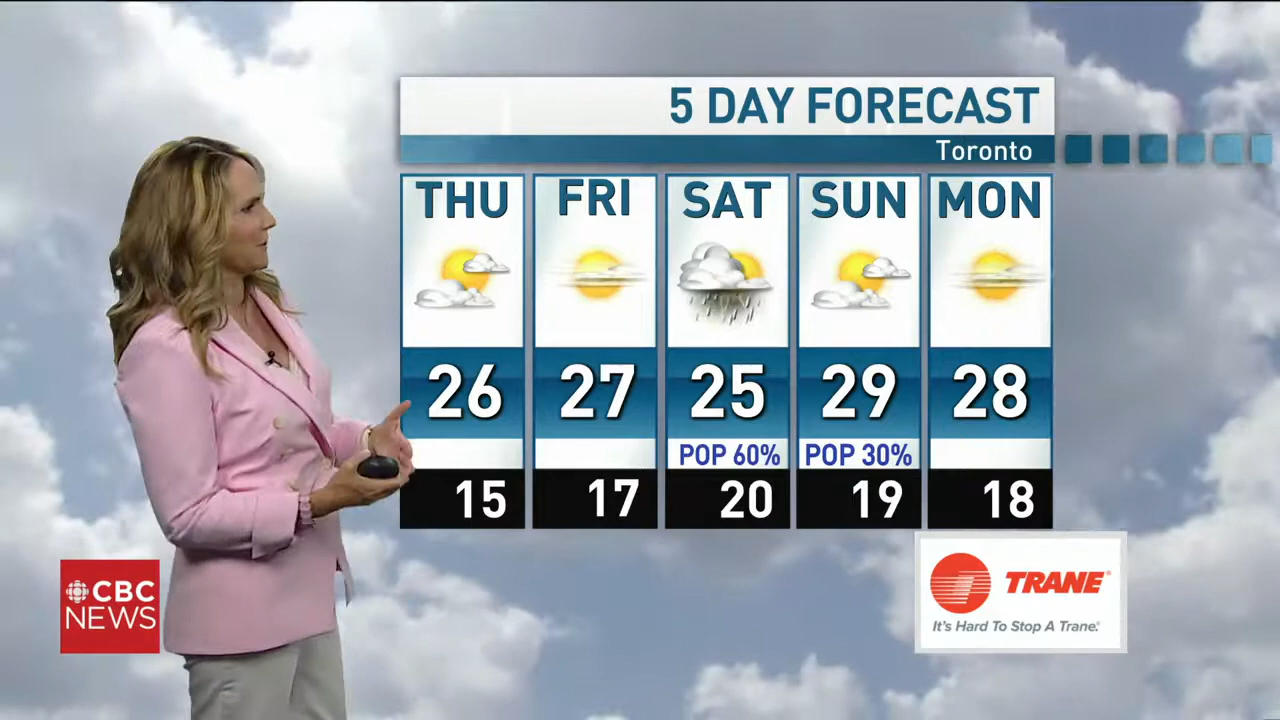 5 DAY FORECAST
Toronto
THU FRI SAT SUN MON
26 27 25 29 28
POP 60% POP 30%
15 17 20 19 18
CBC
NEWS
TRANE®
It's Hard To Stop A Trane.®